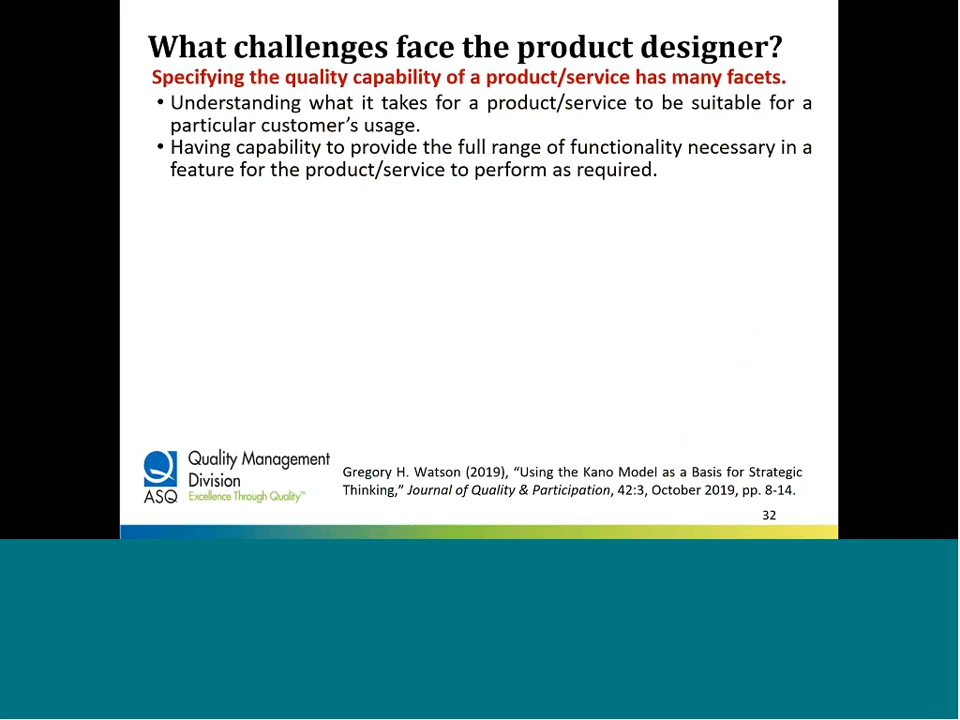 What challenges face the product designer?
Specifying the quality capability of a product/service has many facets.
• Understanding what it takes for a product/service to be suitable for a
particular customer’s usage.
• Having capability to provide the full range of functionality necessary in a
feature for the product/service to perform as required.
Quality Management
Division
Excellence Through Quality™
ASQ
Gregory H. Watson (2019), “Using the Kano Model as a Basis for Strategic
Thinking,” Journal of Quality & Participation, 42:3, October 2019, pp. 8-14.
32